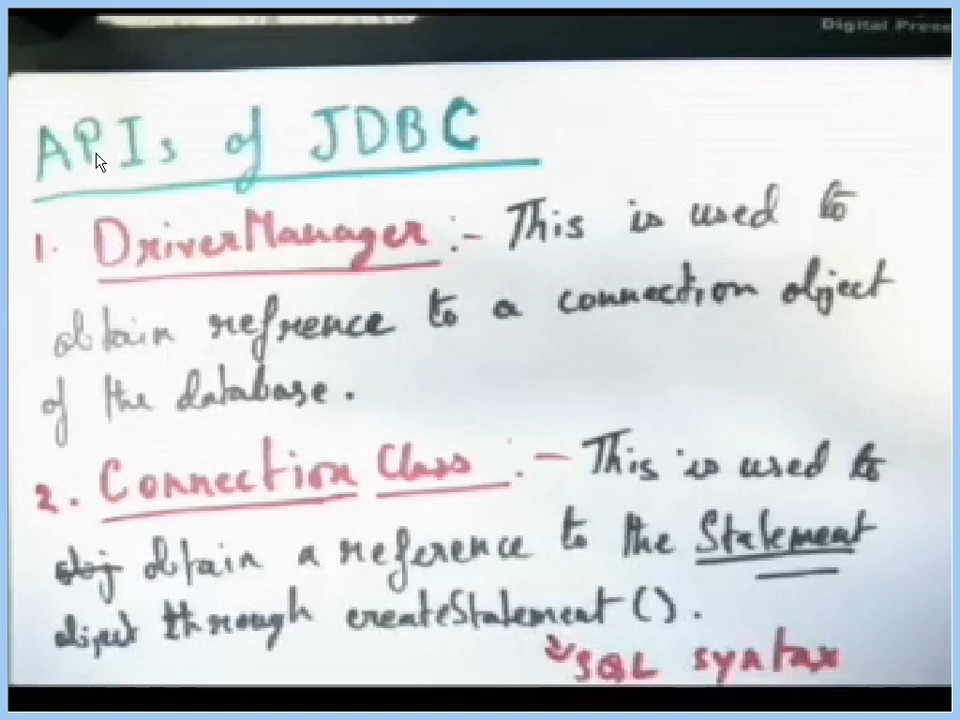 Digital Prese
APIs of JDBC
1. DriverManager :- This is used to
obtain refrence to a connection object
of the database.
2. Connection Class :- This is used to
obj obtain a reference to the Statement
object through createStatement().
SQL syntax